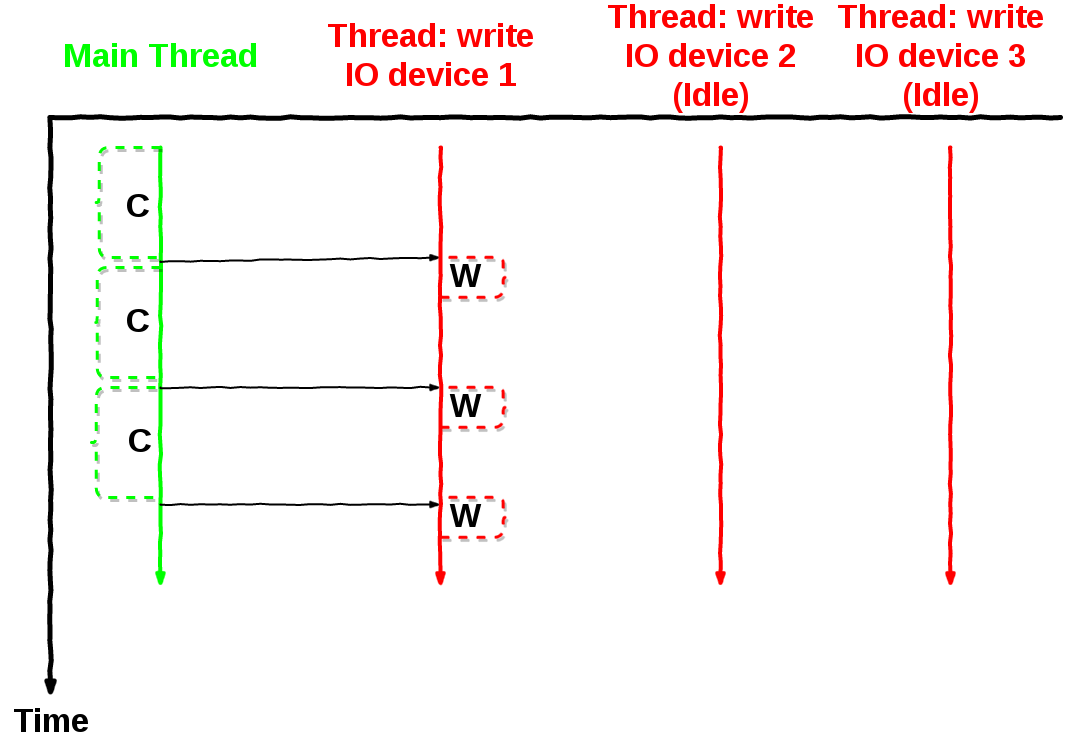 Main Thread
Thread: write
IO device 1
Thread: write
IO device 2
(Idle)
Thread: write
IO device 3
(Idle)
C
W
C
W
C
W
Time